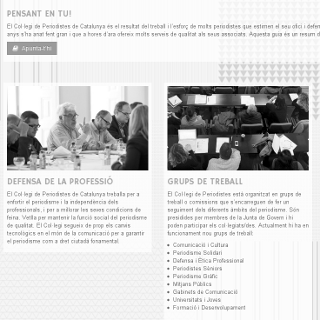 PENSANT EN TU!
El Col·legi de Periodistes de Catalunya és el resultat del treball i l'esforç de molts periodistes que estimen el seu ofici i defen
anys s'ha anat fent gran i que a hores d'ara ofereix molts serveis de qualitat als seus associats. Aquesta guia és un resum d
Apunta't hi
DEFENSA DE LA PROFESSIÓ
El Col·legi de Periodistes de Catalunya treballa per a
enfortir el periodisme i la independència dels
professionals, i per a millorar les seves condicions de
feina. Vetlla per mantenir la funció social del periodisme
de qualitat. El Col·legi segueix de prop els canvis
tecnològics en el món de la comunicació per a garantir
el periodisme com a dret ciutadà fonamental.
GRUPS DE TREBALL
El Col·legi de Periodistes està organitzat en grups de
treball o comissions que s'encarreguen de fer un
seguiment dels diferents àmbits del periodisme. Són
presidides per membres de la Junta de Govern i hi
poden participar els col·legiats/des. Actualment hi ha en
funcionament nou grups de treball:
Comunicació i Cultura
Periodisme Solidari
Defensa i Ètica Professional
Periodistes Sèniors
Periodisme Gràfic
Mitjans Públics
Gabinets de Comunicació
Universitats i Joves
Formació i Desenvolupament